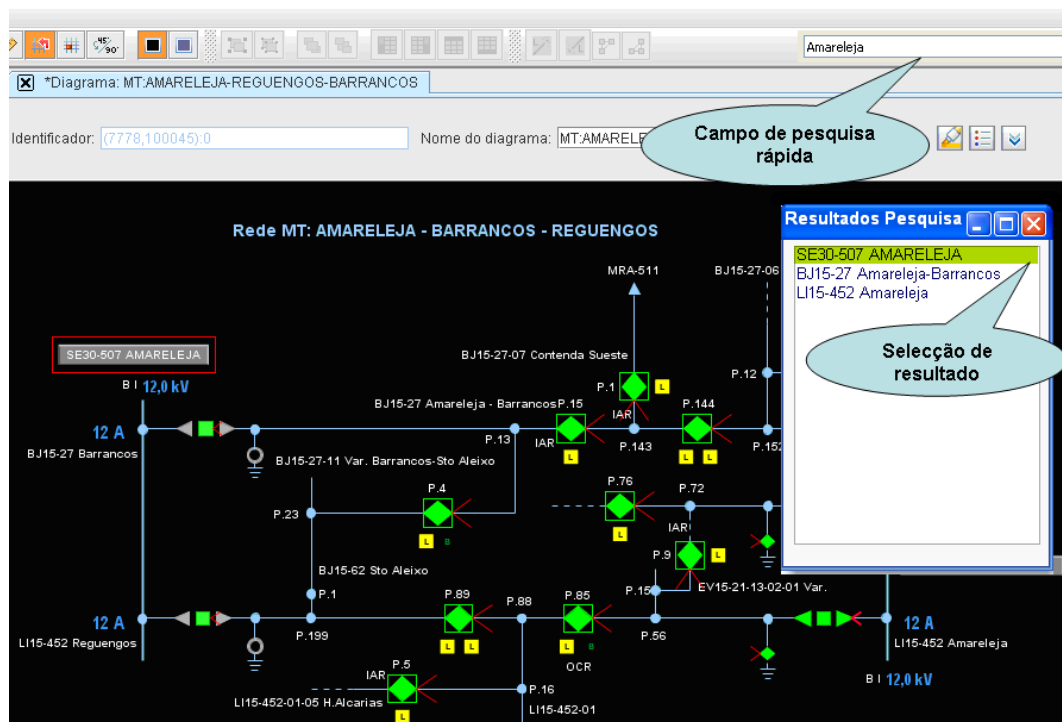 45°
90°
Amareleja
*Diagrama: MT:AMARELEJA-REGUENGOS-BARRANCOS
Identificador: (7778,100045):0
Nome do diagrama: MT:AMARELE
Campo de pesquisa
rápida
Rede MT: AMARELEJA - BARRANCOS - REGUENGOS
Resultados Pesquisa
SE30-507 AMARELEJA
BJ15-27 Amareleja-Barrancos
LI15-452 Amareleja
Selecção de
resultado
MRA-511
BJ15-27-06
SE30-507 AMARELEJA
BJ15-27-07 Contenda Sueste
P.12
B I 12,0 kV
P.1
L
BJ15-27 Amareleja - Barrancos
P.15
IAR
P.144
12 A
P.13
IAR
P.143
P.152
BJ15-27 Barrancos
L
L L
BJ15-27-11 Var. Barrancos-Sto Aleixo
P.4
P.76
P.72
P.23
IAR
L B
L
P.9
L
BJ15-62 Sto Aleixo
P.1
P.15
EV15-21-13-02-01 Var.
P.89
P.88
P.85
12 A
P.199
P.56
12 A
LI15-452 Reguengos
L L
L B
LI15-452 Amareleja
OCR
P.5
IAR
B I 12,0 kV
P.16
LI15-452-01-05 H.Alcarias
LI15-452-01
L